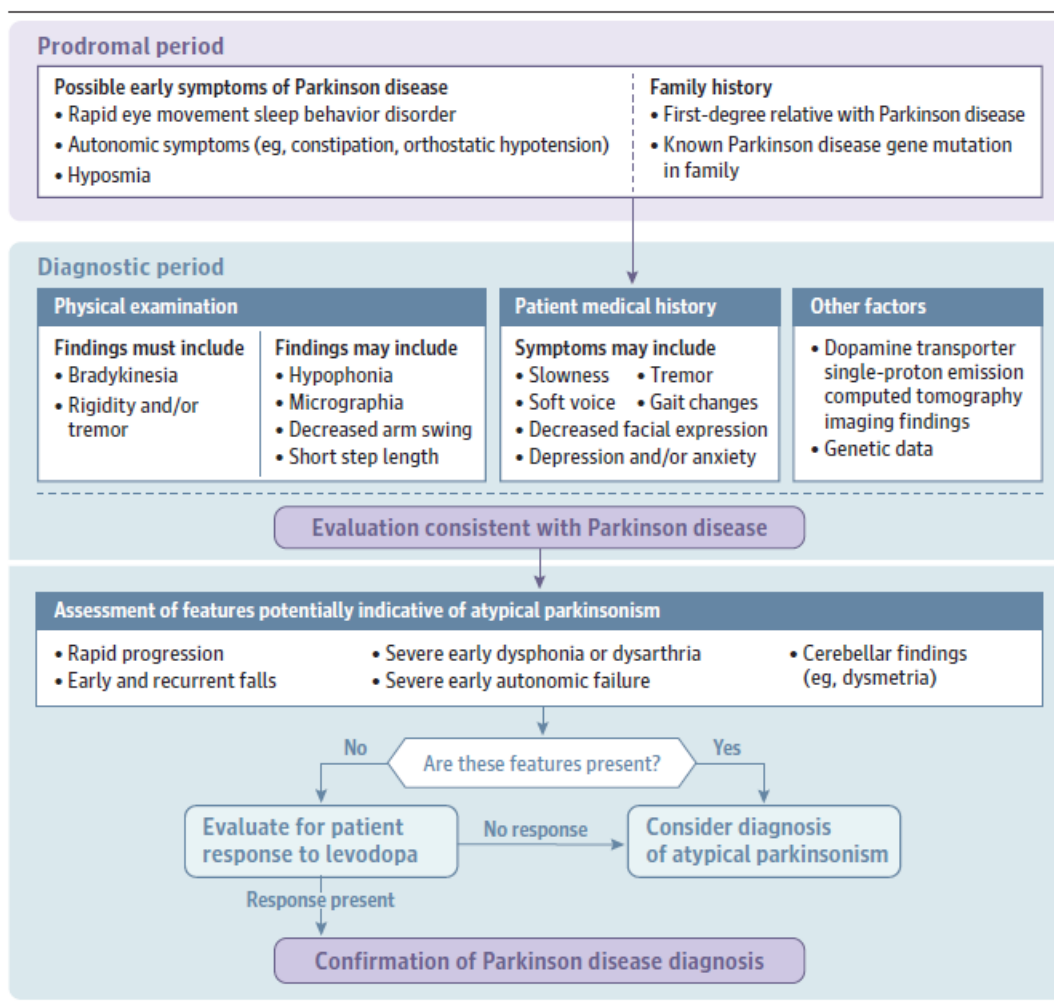 Prodromal period
Possible early symptoms of Parkinson disease
• Rapid eye movement sleep behavior disorder
• Autonomic symptoms (eg, constipation, orthostatic hypotension)
• Hyposmia
Family history
• First-degree relative with Parkinson disease
• Known Parkinson disease gene mutation
in family
Diagnostic period
Physical examination
Findings must include
• Bradykinesia
• Rigidity and/or
tremor
Findings may include
• Hypophonia
• Micrographia
• Decreased arm swing
• Short step length
Patient medical history
Symptoms may include
• Slowness • Tremor
• Soft voice • Gait changes
• Decreased facial expression
• Depression and/or anxiety
Other factors
• Dopamine transporter
single-proton emission
computed tomography
imaging findings
• Genetic data
Evaluation consistent with Parkinson disease
Assessment of features potentially indicative of atypical parkinsonism
• Rapid progression
• Early and recurrent falls
• Severe early dysphonia or dysarthria
• Severe early autonomic failure
• Cerebellar findings
(eg, dysmetria)
No
Are these features present?
Yes
Evaluate for patient
response to levodopa
No response
Consider diagnosis
of atypical parkinsonism
Response present
Confirmation of Parkinson disease diagnosis